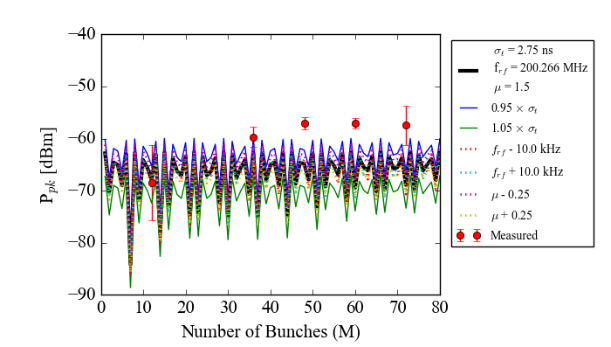 −40
−50
−60
−70
−80
−90
P_pk [dBm]
0 10 20 30 40 50 60 70 80
Number of Bunches (M)
σ_t = 2.75 ns
f_rf = 200.266 MHz
μ = 1.5
0.95 × σ_t
1.05 × σ_t
f_rf - 10.0 kHz
f_rf + 10.0 kHz
μ - 0.25
μ + 0.25
Measured